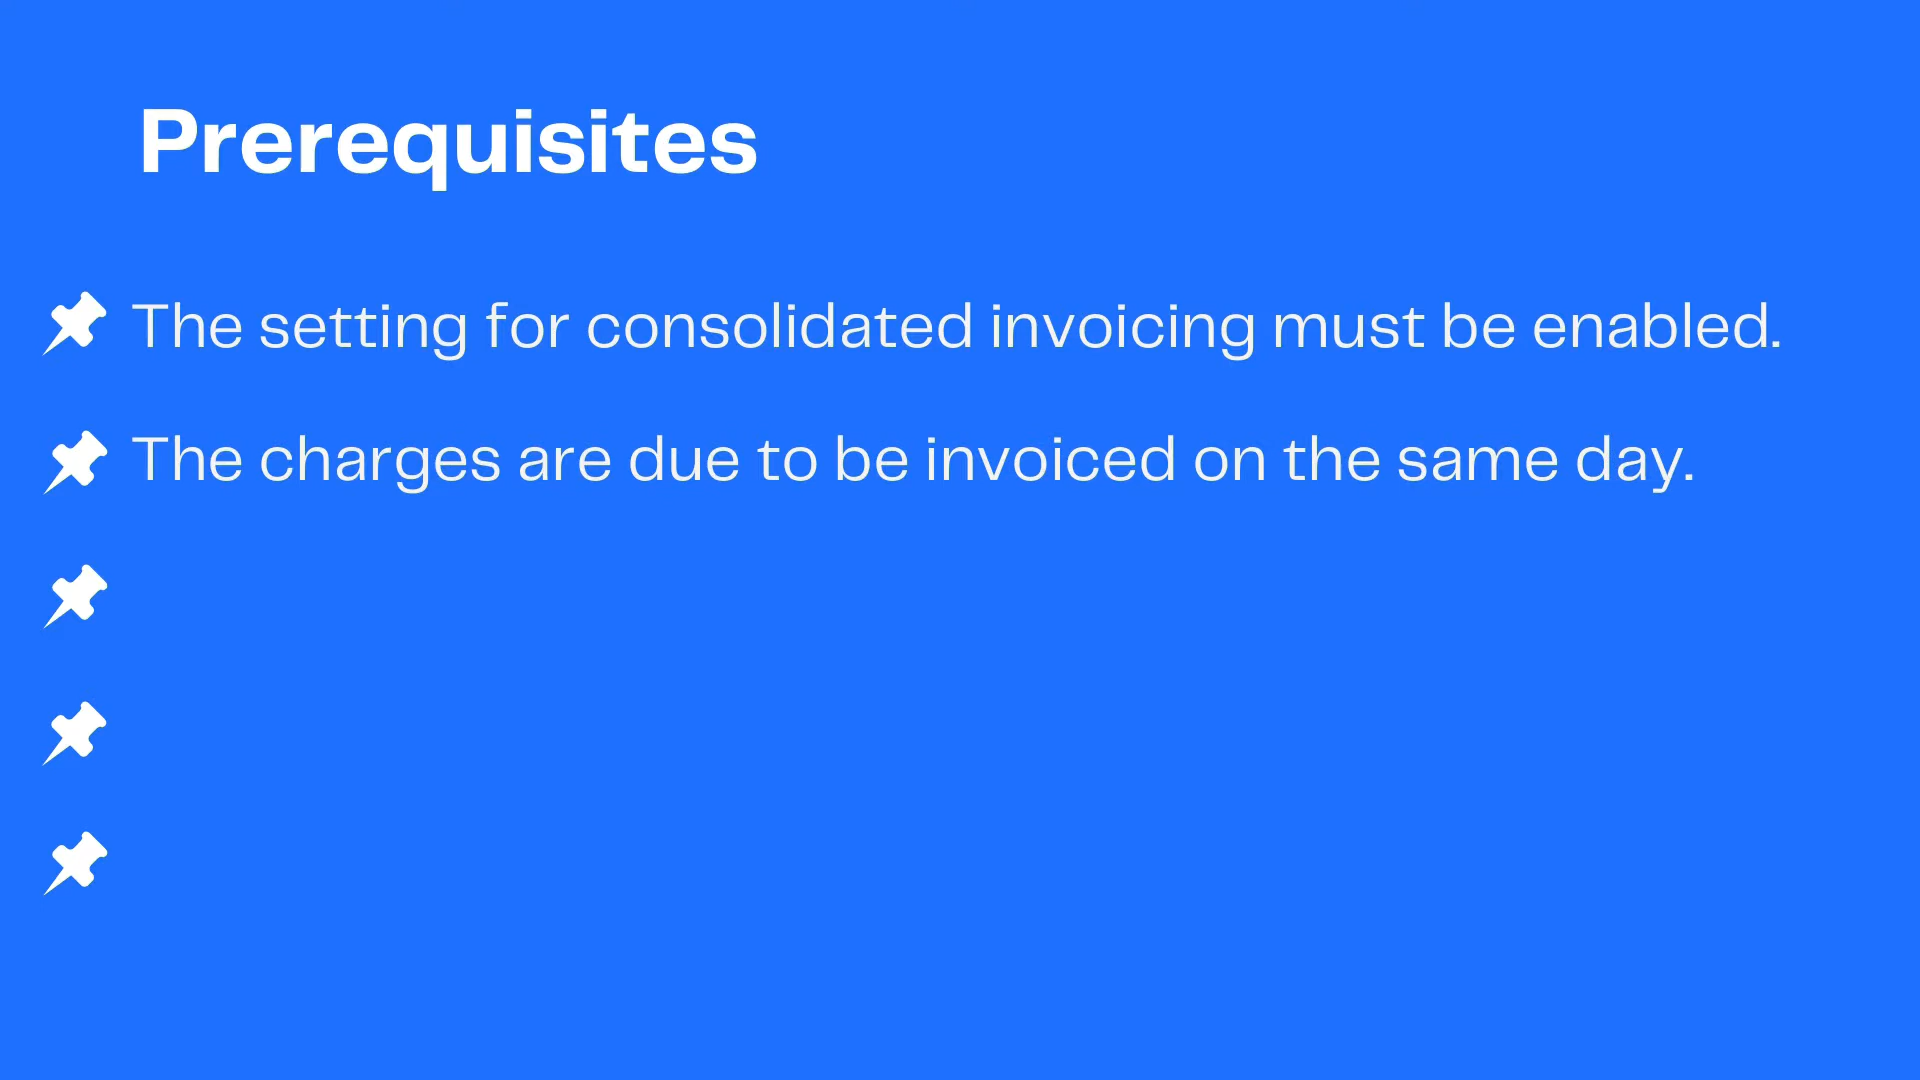 Prerequisites
The setting for consolidated invoicing must be enabled.
The charges are due to be invoiced on the same day.